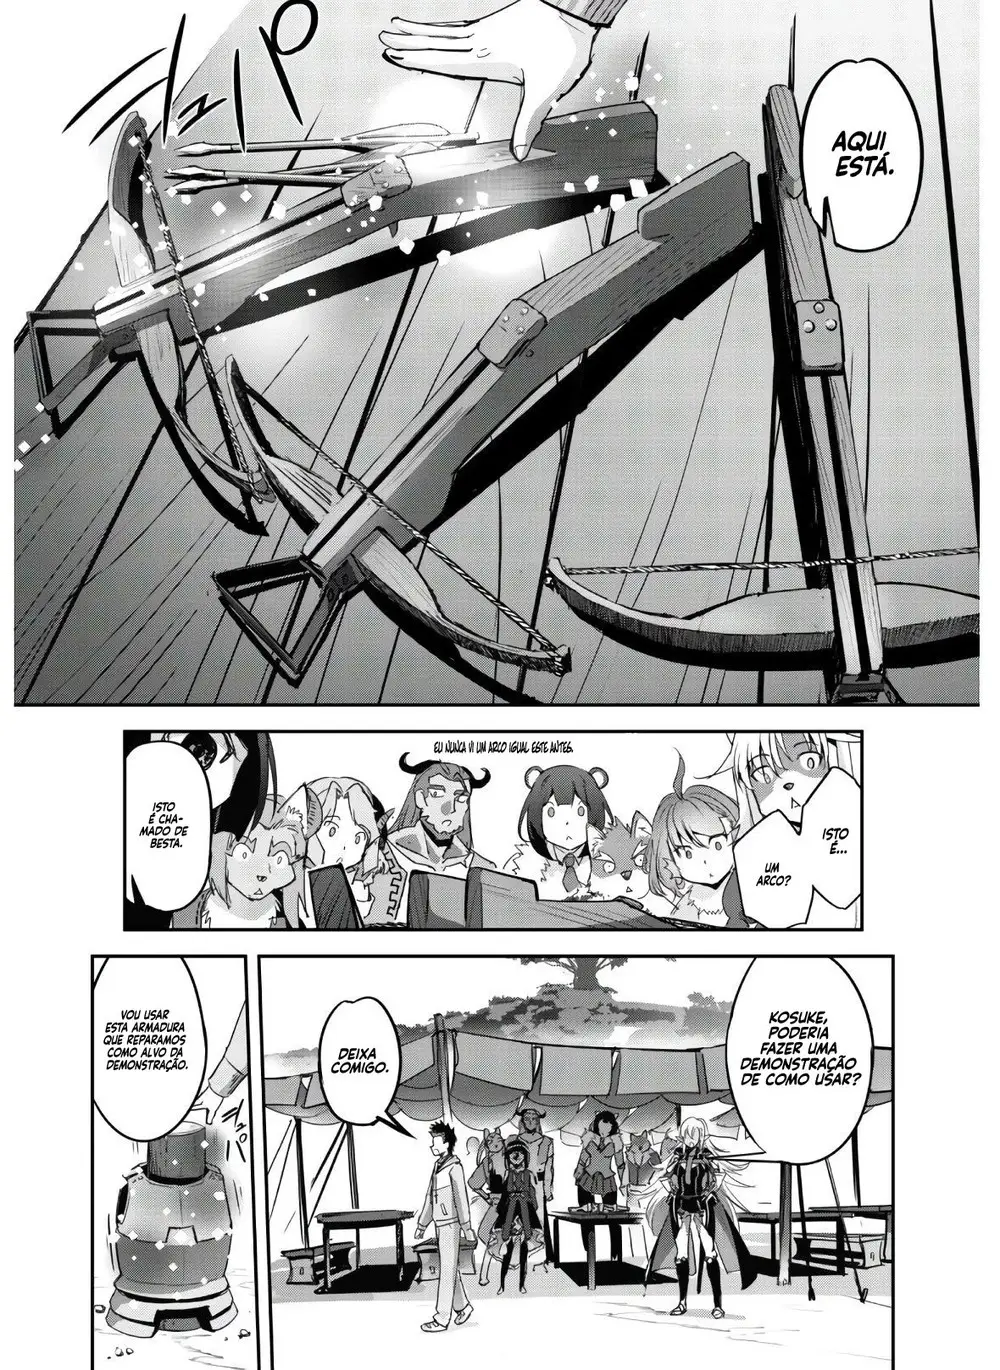 AQUI
ESTÁ.
EU NUNCA VI UM ARCO IGUAL ESTE ANTES.
ISTO
É...
UM
ARCO?
ISTO
É CHA-
MADO DE
BESTA.
KOSUKE,
PODERIA
FAZER UMA
DEMONSTRAÇÃO
DE COMO USAR?
DEIXA
COMIGO.
VOU USAR
ESTA ARMADURA
QUE REPARAMOS
COMO ALVO DA
DEMONSTRAÇÃO.